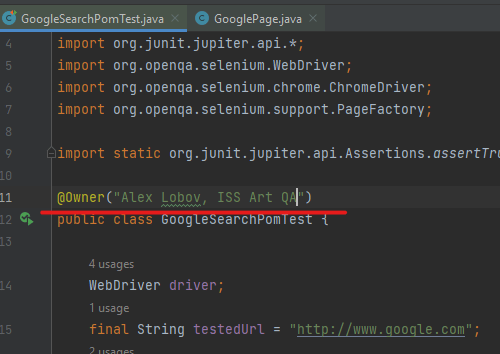 GoogleSearchPomTest.java GooglePage.java
4 import org.junit.jupiter.api.*;
5 import org.openqa.selenium.WebDriver;
6 import org.openqa.selenium.chrome.ChromeDriver;
7 import org.openqa.selenium.support.PageFactory;
8
9 import static org.junit.jupiter.api.Assertions.assertTru
10
11 @Owner("Alex Lobov, ISS Art QA")
12 public class GoogleSearchPomTest {
13
4 usages
14 WebDriver driver;
1 usage
15 final String testedUrl = "http://www.google.com";
2 usages